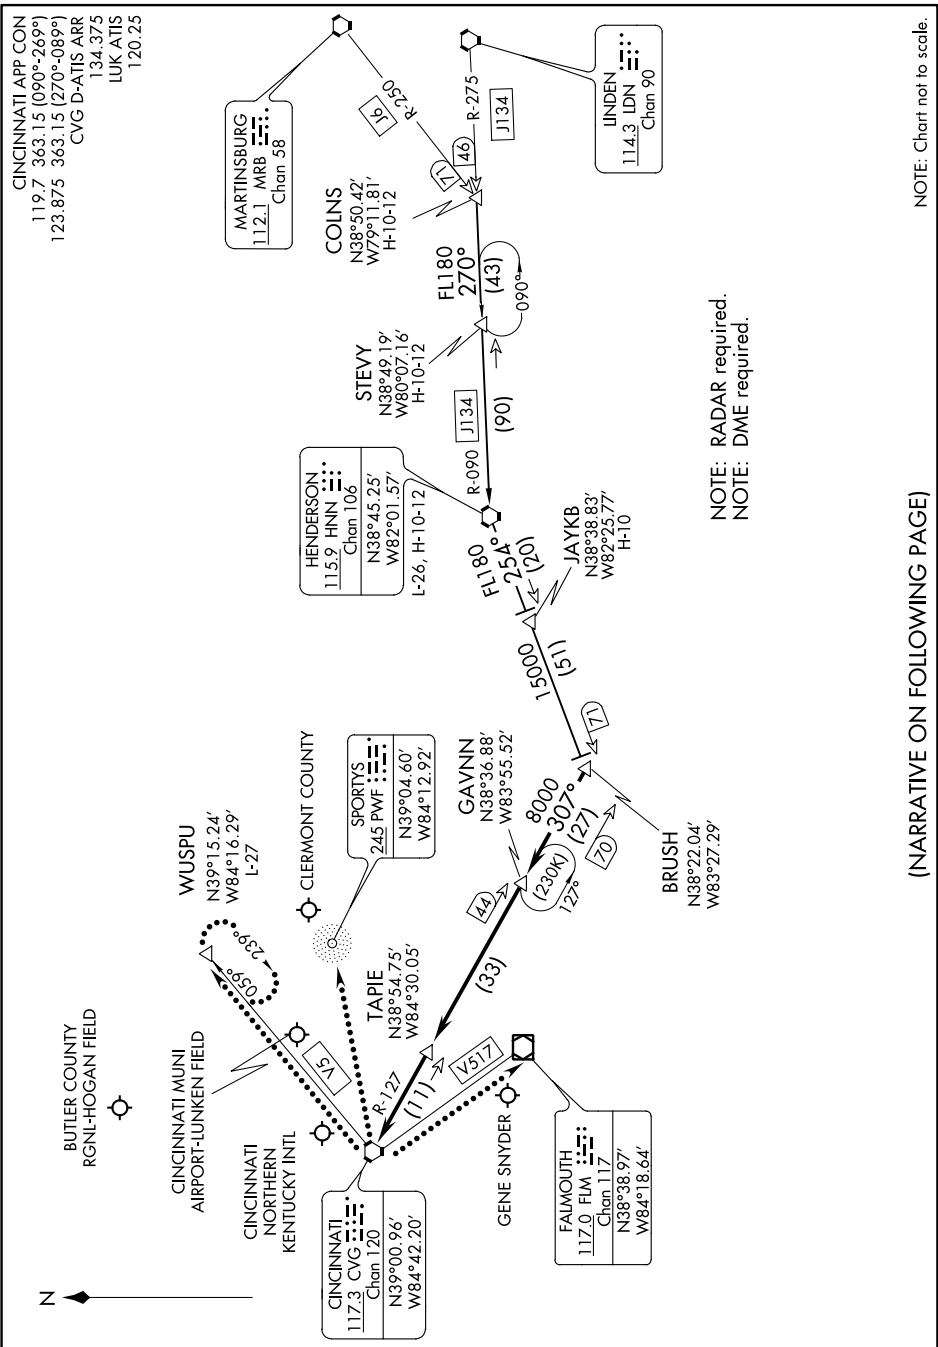 CINCINNATI APP CON
119.7 363.15 (090°-269°)
123.875 363.15 (270°-089°)
CVG D-ATIS ARR
134.375
LUK ATIS
120.25
N
BUTLER COUNTY
RGNL-HOGAN FIELD
CINCINNATI MUNI
AIRPORT-LUNKEN FIELD
CINCINNATI
NORTHERN
KENTUCKY INTL
WUSPU
N39°15.24'
W84°16.29'
L-27
059°
239°
V5
CLERMONT COUNTY
SPORTYS
245 PWF
N39°04.60'
W84°12.92'
CINCINNATI
117.3 CVG
Chan 120
N39°00.96'
W84°42.20'
R-127
(11)
TAPIE
N38°54.75'
W84°30.05'
V517
GENE SNYDER
FALMOUTH
117.0 FLM
Chan 117
N38°38.97'
W84°18.64'
(33)
44
GAVNN
N38°36.88'
W83°55.52'
(230K)
127°
8000
307°
(27)
70
BRUSH
N38°22.04'
W83°27.29'
71
15000
(51)
JAYKB
N38°38.83'
W82°25.77'
H-10
FL180
254°
(20)
HENDERSON
115.9 HNN
Chan 106
N38°45.25'
W82°01.57'
L-26, H-10-12
R-090
J134
(90)
STEVY
N38°49.19'
W80°07.16'
H-10-12
090°
FL180
270°
(43)
COLNS
N38°50.42'
W79°11.81'
H-10-12
71
46
J6
R-250
R-275
J134
MARTINSBURG
112.1 MRB
Chan 58
LINDEN
114.3 LDN
Chan 90
NOTE: RADAR required.
NOTE: DME required.
(NARRATIVE ON FOLLOWING PAGE)
NOTE: Chart not to scale.